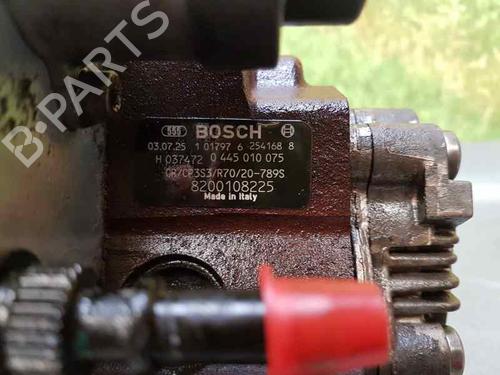 BOSCH
03.07.25 1 01797 6 254168 8
H 037472 0 445 010 075
CR/CP3S3/R70/20-789S
8200108225
Made in Italy
B-PARTS